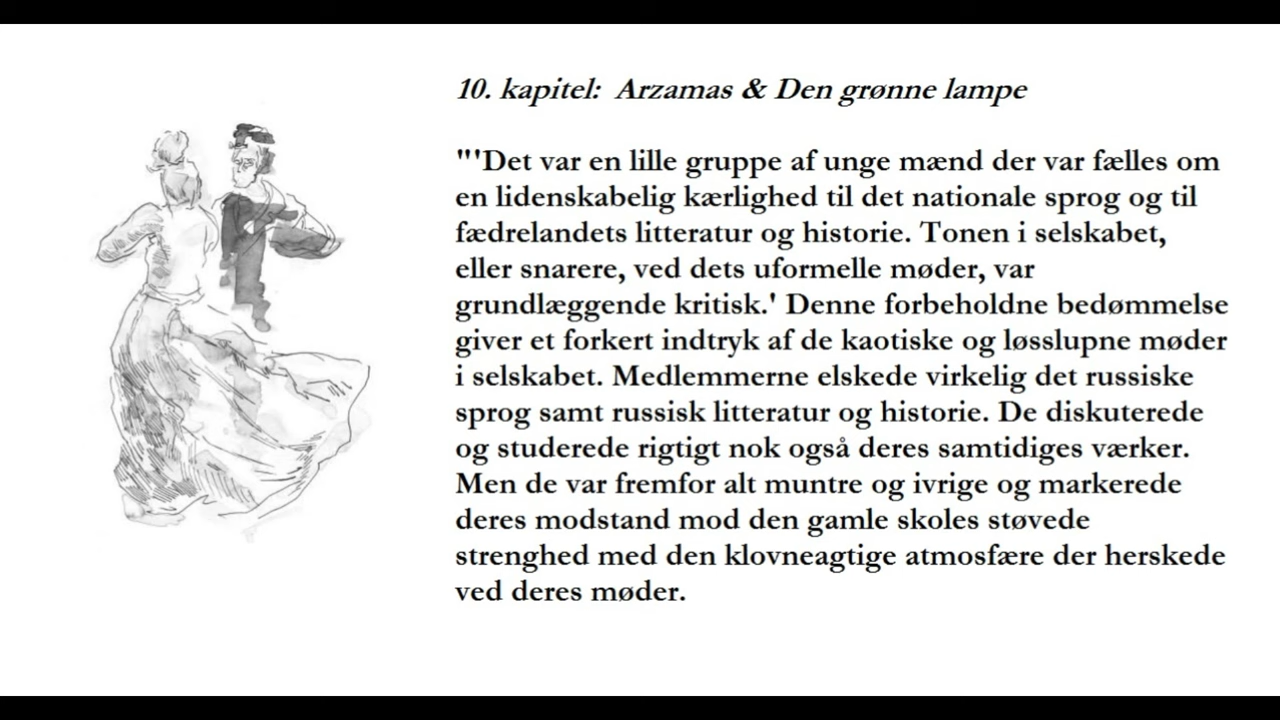 10. kapitel: Arzamas & Den grønne lampe
"'Det var en lille gruppe af unge mænd der var fælles om
en lidenskabelig kærlighed til det nationale sprog og til
fædrelandets litteratur og historie. Tonen i selskabet,
eller snarere, ved dets uformelle møder, var
grundlæggende kritisk.' Denne forbeholdne bedømmelse
giver et forkert indtryk af de kaotiske og løsslupne møder
i selskabet. Medlemmerne elskede virkelig det russiske
sprog samt russisk litteratur og historie. De diskuterede
og studerede rigtigt nok også deres samtidiges værker.
Men de var fremfor alt muntre og ivrige og markerede
deres modstand mod den gamle skoles støvede
strenghed med den klovneagtige atmosfære der herskede
ved deres møder.